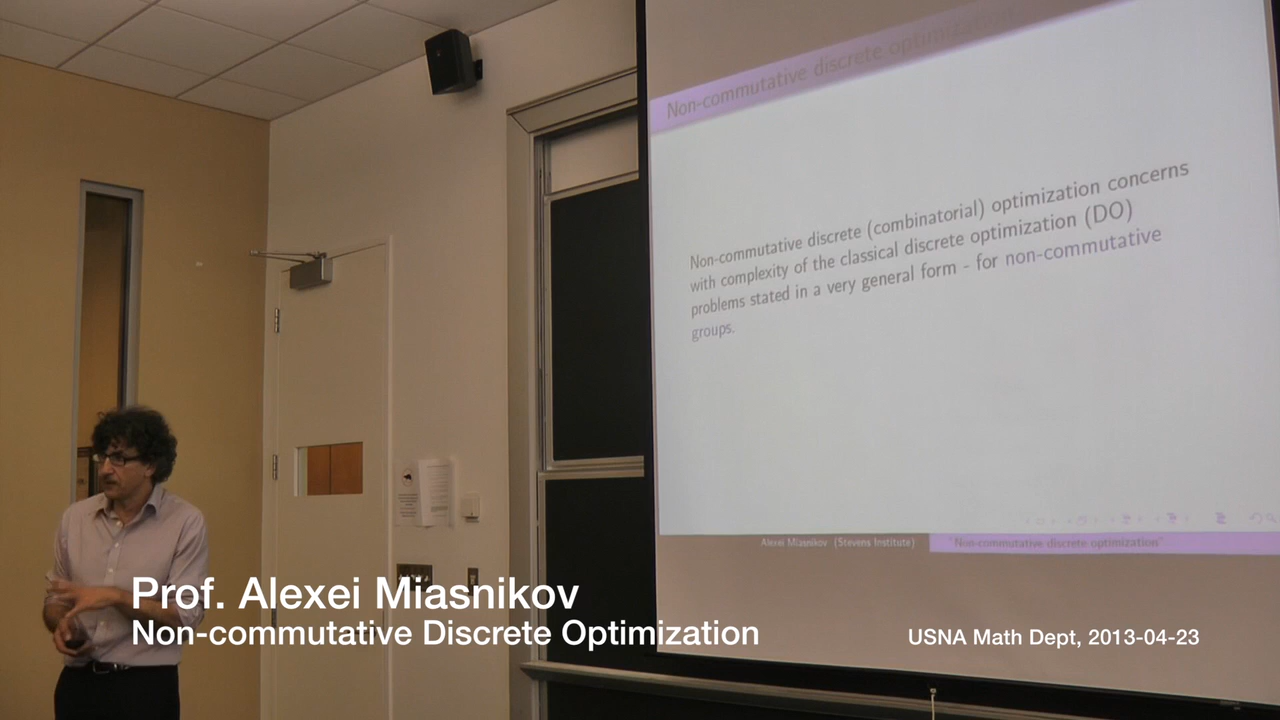 Non-commutative discrete optimization
Non-commutative discrete (combinatorial) optimization concerns
with complexity of the classical discrete optimization (DO)
problems stated in a very general form - for non-commutative
groups.
Alexei Miasnikov (Stevens Institute)
"Non-commutative discrete optimization"
Prof. Alexei Miasnikov
Non-commutative Discrete Optimization
USNA Math Dept, 2013-04-23